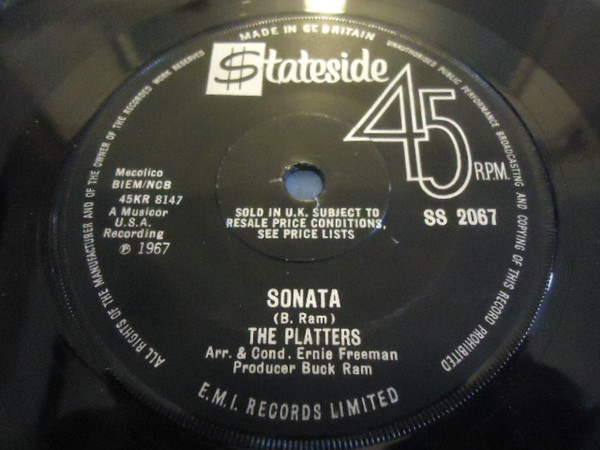 MADE IN GT. BRITAIN
$tateside
45
R.P.M.
Mecolico
BIEM/NCB
45KR 8147
A Musicor
U.S.A.
Recording
℗ 1967
SOLD IN U.K. SUBJECT TO
RESALE PRICE CONDITIONS,
SEE PRICE LISTS
SS 2067
SONATA
(B. Ram)
THE PLATTERS
Arr. & Cond. Ernie Freeman
Producer Buck Ram
E.M.I. RECORDS LIMITED
ALL RIGHTS OF THE MANUFACTURER AND OF THE OWNER OF THE RECORDED WORK RESERVED
UNAUTHORISED PUBLIC PERFORMANCE BROADCASTING AND COPYING OF THIS RECORD PROHIBITED